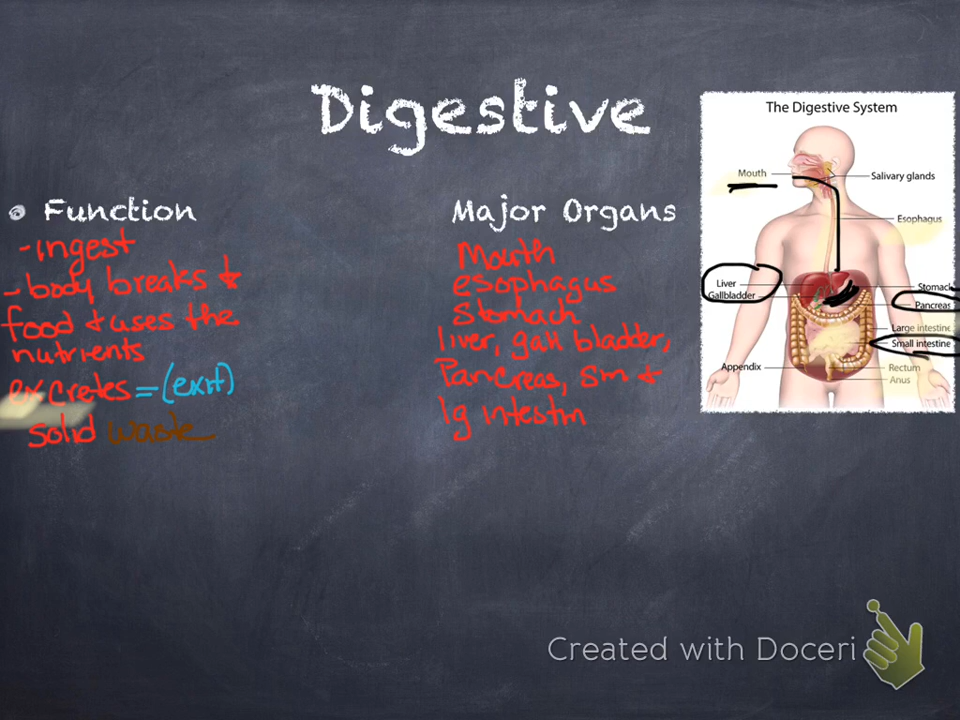 Digestive
Function
-ingest
-body breaks ↓
food & uses the
nutrients
excretes = (exit)
solid waste
Major Organs
Mouth
esophagus
Stomach
liver, gall bladder,
Pancreas, sm &
lg intestin
The Digestive System
Mouth
Salivary glands
Esophagus
Liver
Gallbladder
Stomach
Pancreas
Large intestine
Small intestine
Appendix
Rectum
Anus
Created with Doceri